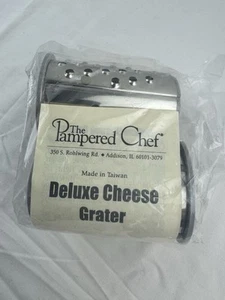 The
Pampered Chef®
350 S. Rohlwing Rd. • Addison, IL 60101-3079
Made in Taiwan
Deluxe Cheese
Grater